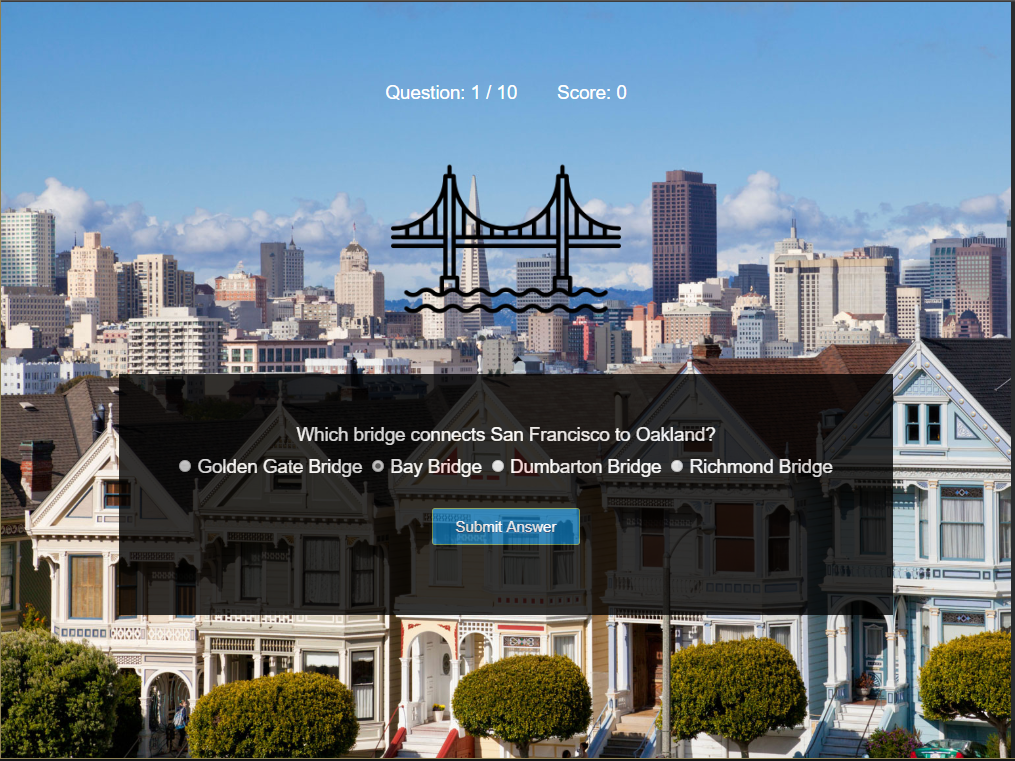 Question: 1 / 10 Score: 0
Which bridge connects San Francisco to Oakland?
Golden Gate Bridge Bay Bridge Dumbarton Bridge Richmond Bridge
Submit Answer